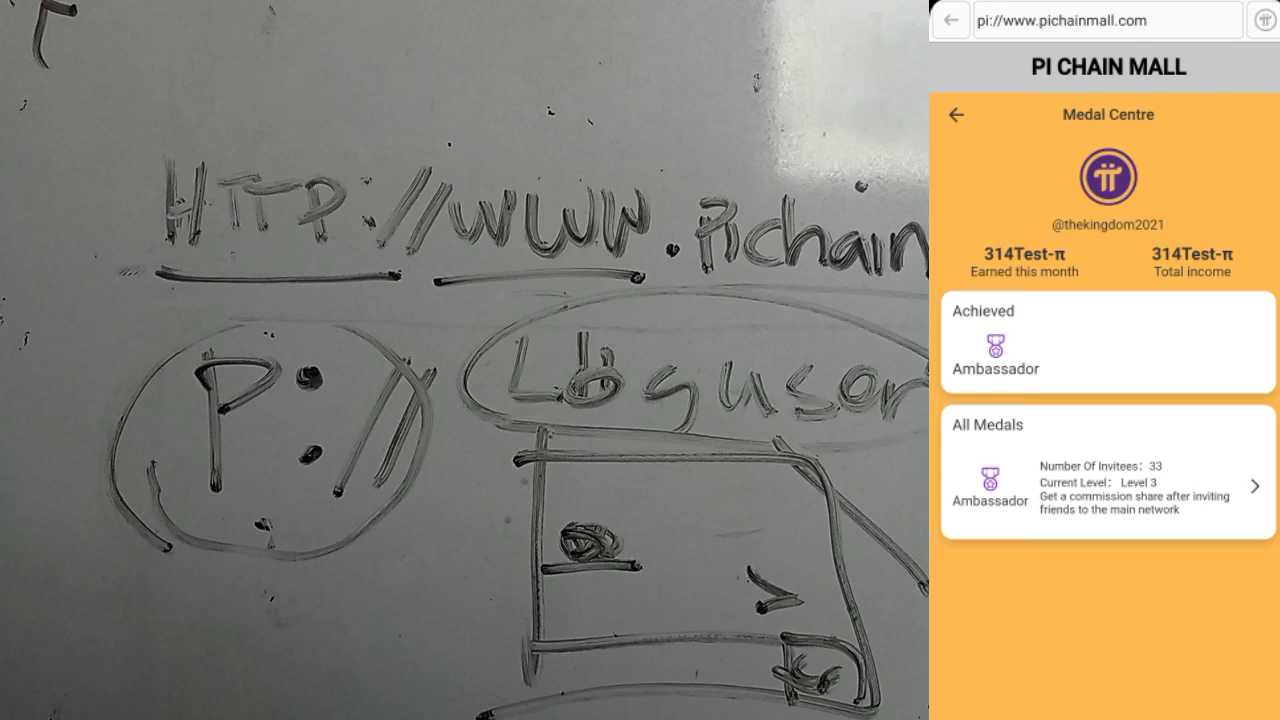 HTTP://WWW.Pichain
P://
pi://www.pichainmall.com
PI CHAIN MALL
Medal Centre
@thekingdom2021
314Test-π 314Test-π
Earned this month Total income
Achieved
Ambassador
All Medals
Number Of Invitees: 33
Current Level: Level 3
Ambassador
Get a commission share after inviting
friends to the main network